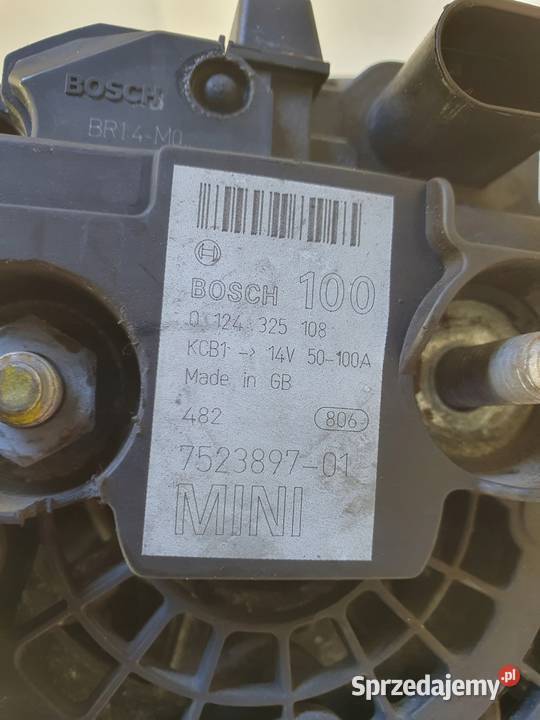 BOSCH
BR14-M0
BOSCH 100
0 124 325 108
KCB1 -> 14V 50-100A
Made in GB
482 806
7523897-01
MINI
Sprzedajemy.pl